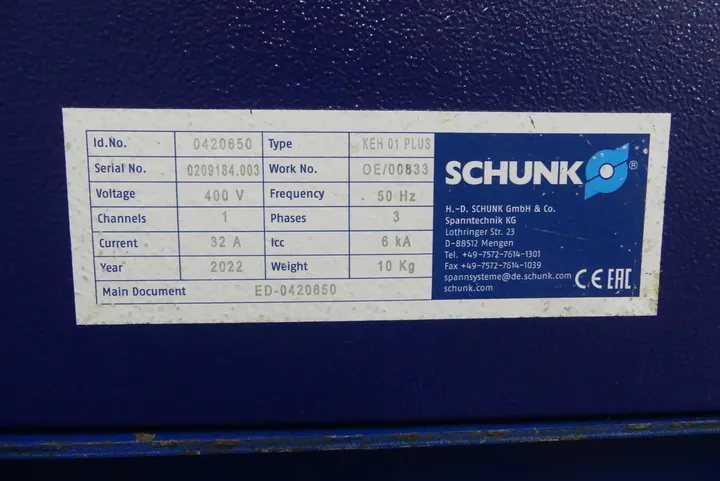 Id.No. 0420650 Type KEH 01 PLUS
Serial No. 0209184.003 Work No. OE/00833
Voltage 400 V Frequency 50 Hz
Channels 1 Phases 3
Current 32 A Icc 6 kA
Year 2022 Weight 10 Kg
Main Document ED-0420650
SCHUNK ®
H.-D. SCHUNK GmbH & Co.
Spanntechnik KG
Lothringer Str. 23
D-88512 Mengen
Tel. +49-7572-7614-1301
Fax +49-7572-7614-1039
spannsysteme@de.schunk.com
schunk.com
CE EAC